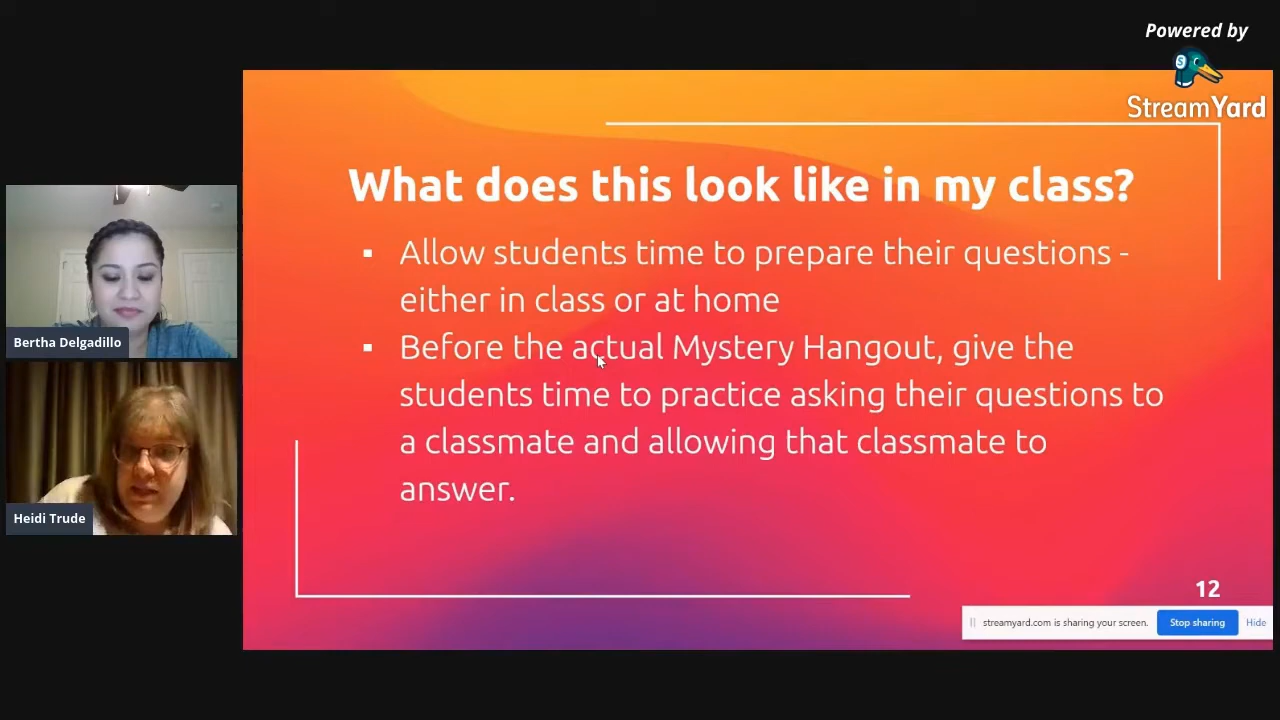 Powered by
StreamYard
What does this look like in my class?
▪ Allow students time to prepare their questions -
either in class or at home
▪ Before the actual Mystery Hangout, give the
students time to practice asking their questions to
a classmate and allowing that classmate to
answer.
Bertha Delgadillo
Heidi Trude
12
streamyard.com is sharing your screen.
Stop sharing
Hide